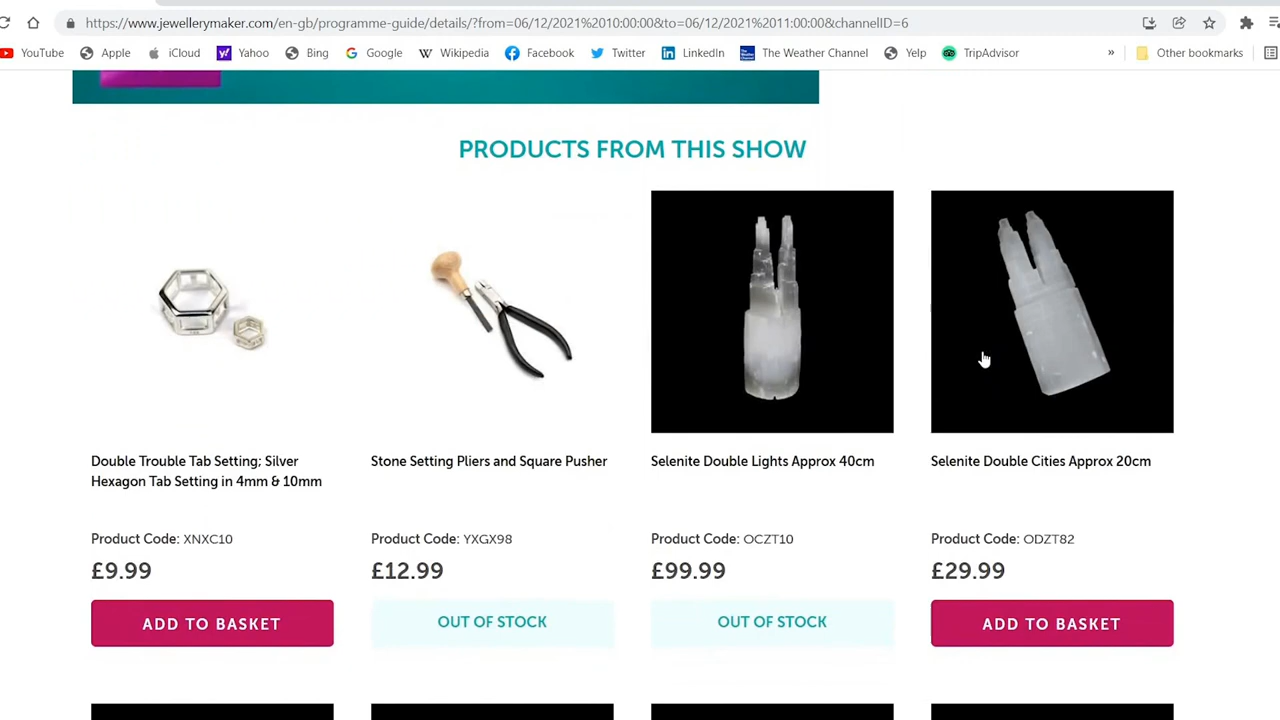 https://www.jewellerymaker.com/en-gb/programme-guide/details/?from=06/12/2021%2010:00:00&to=06/12/2021%2011:00:00&channelID=6
YouTube Apple iCloud Yahoo Bing Google Wikipedia Facebook Twitter LinkedIn The Weather Channel Yelp TripAdvisor » Other bookmarks
PRODUCTS FROM THIS SHOW
Double Trouble Tab Setting; Silver
Hexagon Tab Setting in 4mm & 10mm
Product Code: XNXC10
£9.99
ADD TO BASKET
Stone Setting Pliers and Square Pusher
Product Code: YXGX98
£12.99
OUT OF STOCK
Selenite Double Lights Approx 40cm
Product Code: OCZT10
£99.99
OUT OF STOCK
Selenite Double Cities Approx 20cm
Product Code: ODZT82
£29.99
ADD TO BASKET